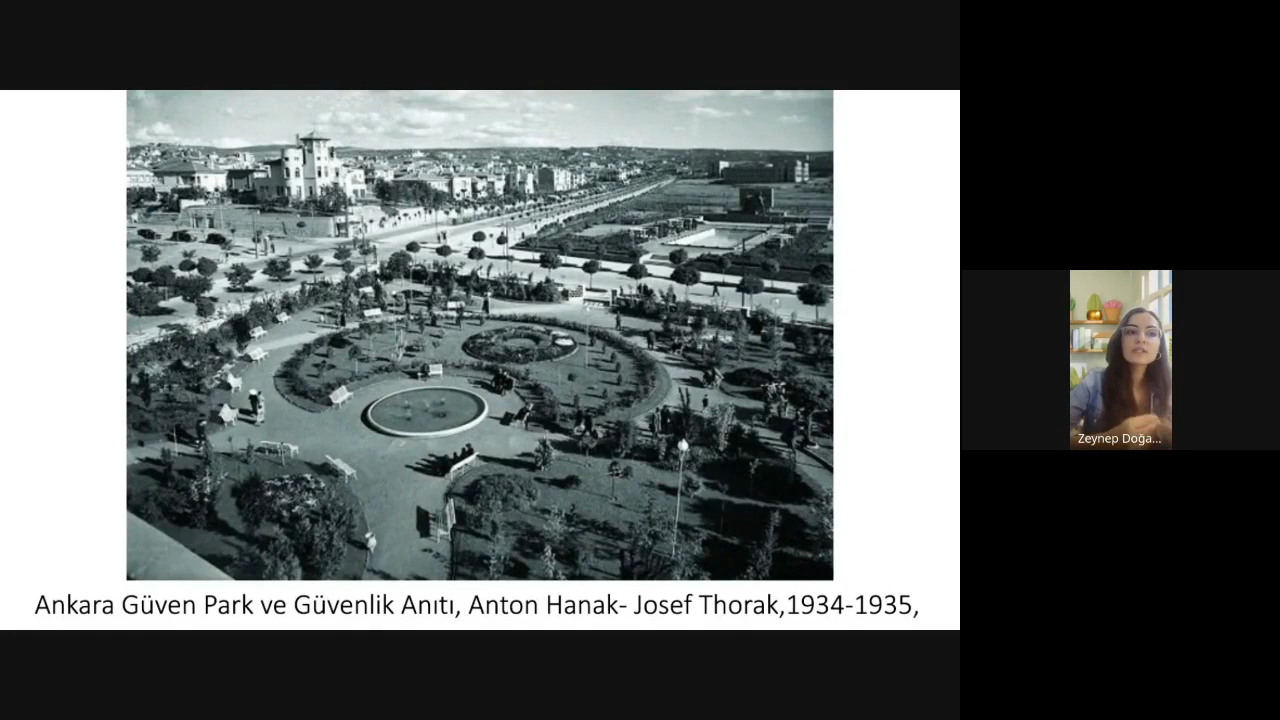 Ankara Güven Park ve Güvenlik Anıtı, Anton Hanak- Josef Thorak,1934-1935,
Zeynep Doğa...